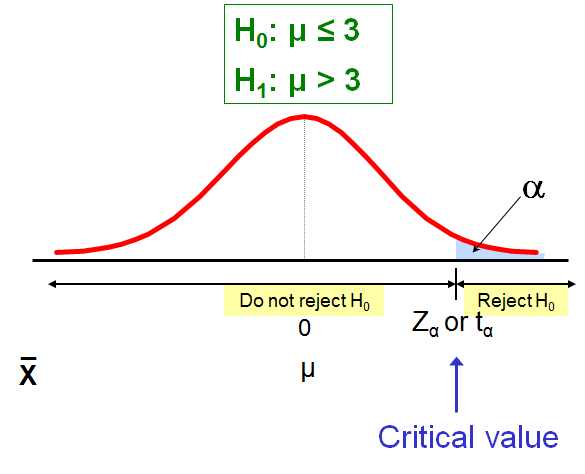 H₀: μ ≤ 3
H₁: μ > 3
α
Do not reject H₀
Reject H₀
0
Zα or tα
X̄
μ
Critical value